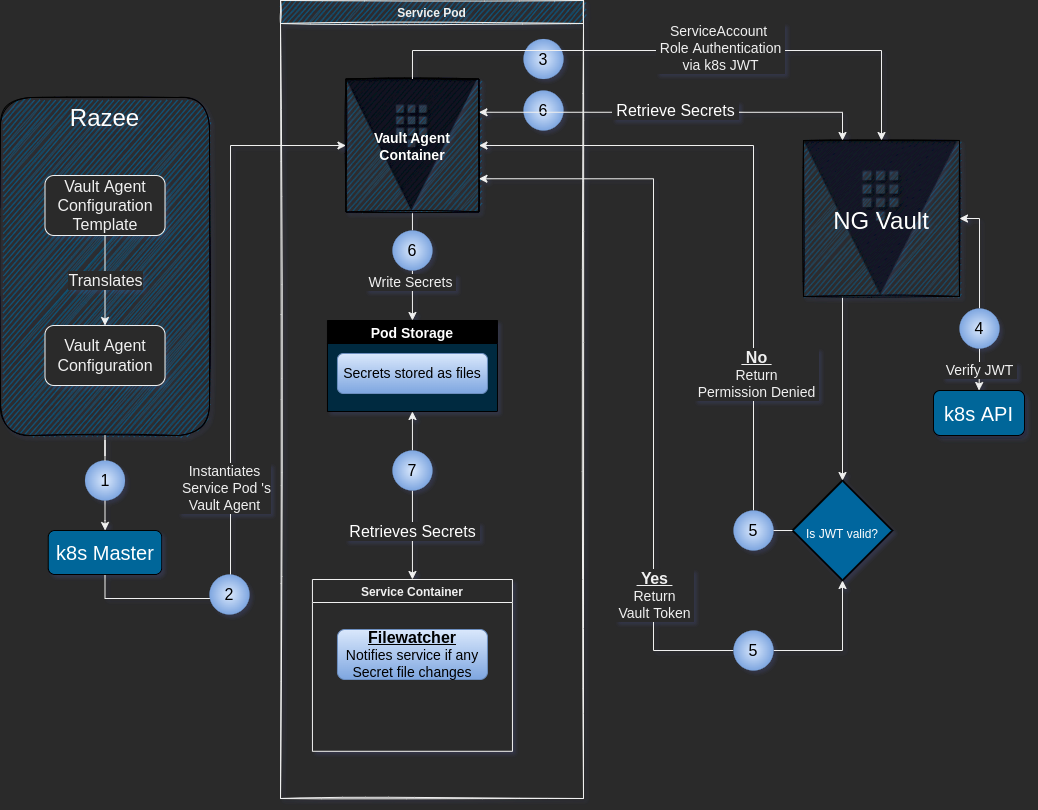 Service Pod
ServiceAccount
Role Authentication
via k8s JWT
3
6
Retrieve Secrets
Razee
Vault Agent
Configuration
Template
Translates
Vault Agent
Configuration
Vault Agent
Container
NG Vault
6
Write Secrets
Pod Storage
Secrets stored as files
4
Verify JWT
k8s API
No
Return
Permission Denied
1
k8s Master
Instantiates
Service Pod 's
Vault Agent
2
7
Retrieves Secrets
5
Is JWT valid?
Yes
Return
Vault Token
5
Service Container
Filewatcher
Notifies service if any
Secret file changes